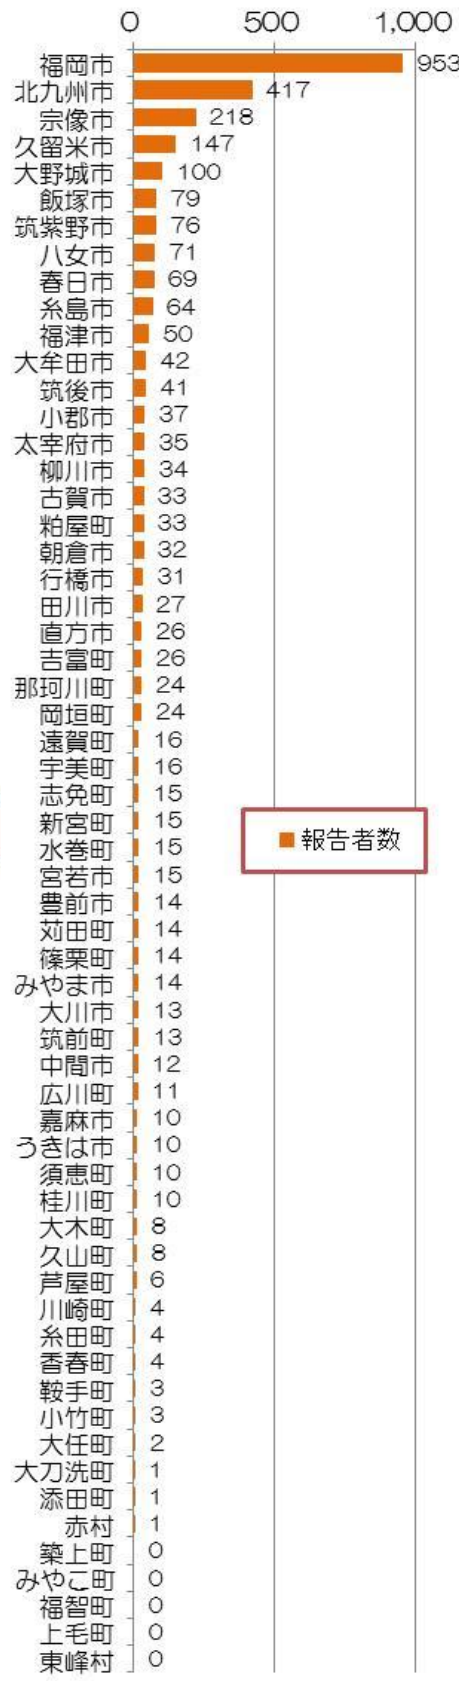 0 500 1,000
福岡市 953
北九州市 417
宗像市 218
久留米市 147
大野城市 100
飯塚市 79
筑紫野市 76
八女市 71
春日市 69
糸島市 64
福津市 50
大牟田市 42
筑後市 41
小郡市 37
太宰府市 35
柳川市 34
古賀市 33
粕屋町 33
朝倉市 32
行橋市 31
田川市 27
直方市 26
吉富町 26
那珂川町 24
岡垣町 24
遠賀町 16
宇美町 16
志免町 15
新宮町 15
報告者数
水巻町 15
宮若市 15
豊前市 14
苅田町 14
篠栗町 14
みやま市 14
大川市 13
筑前町 13
中間市 12
広川町 11
嘉麻市 10
うきは市 10
須恵町 10
桂川町 10
大木町 8
久山町 8
芦屋町 6
川崎町 4
糸田町 4
香春町 4
鞍手町 3
小竹町 3
大任町 2
大刀洗町 1
添田町 1
赤村 1
築上町 0
みやこ町 0
福智町 0
上毛町 0
東峰村 0